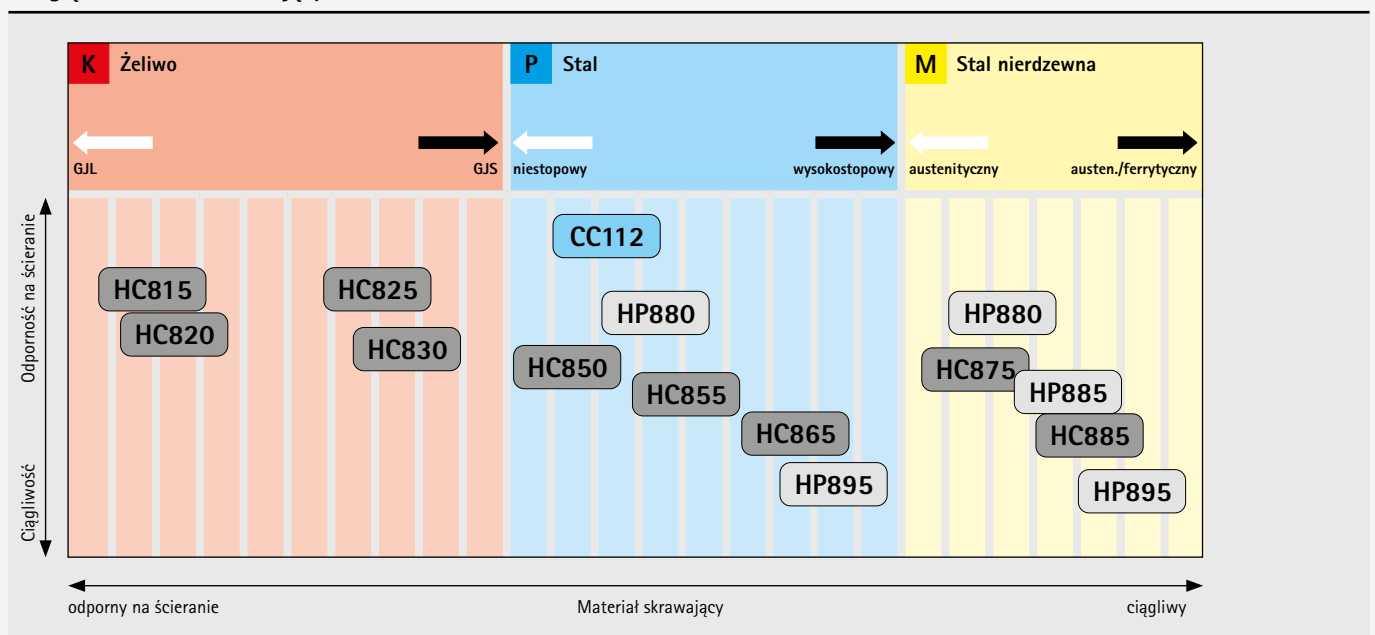 K Żeliwo
P Stal
M Stal nierdzewna
GJL
GJS
niestopowy
wysokostopowy
austenityczny
austen./ferrytyczny
Odporność na ścieranie
Ciągliwość
CC112
HC815
HC825
HP880
HP880
HC820
HC830
HC850
HC875
HC855
HP885
HC865
HC885
HP895
HP895
odporny na ścieranie
Materiał skrawający
ciągliwy